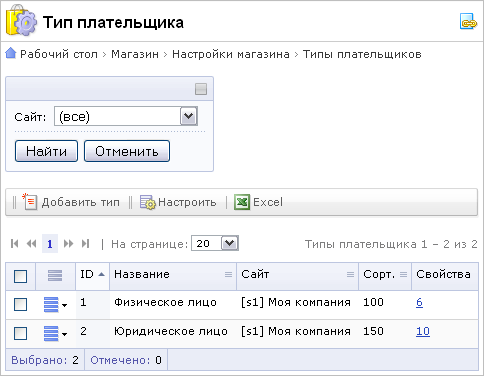 Тип плательщика
Рабочий стол › Магазин › Настройки магазина › Типы плательщиков
Сайт: (все)
Найти Отменить
Добавить тип Настроить Excel
1 На странице: 20 Типы плательщика 1 – 2 из 2
ID Название Сайт Сорт. Свойства
1 Физическое лицо [s1] Моя компания 100 6
2 Юридическое лицо [s1] Моя компания 150 10
Выбрано: 2 Отмечено: 0